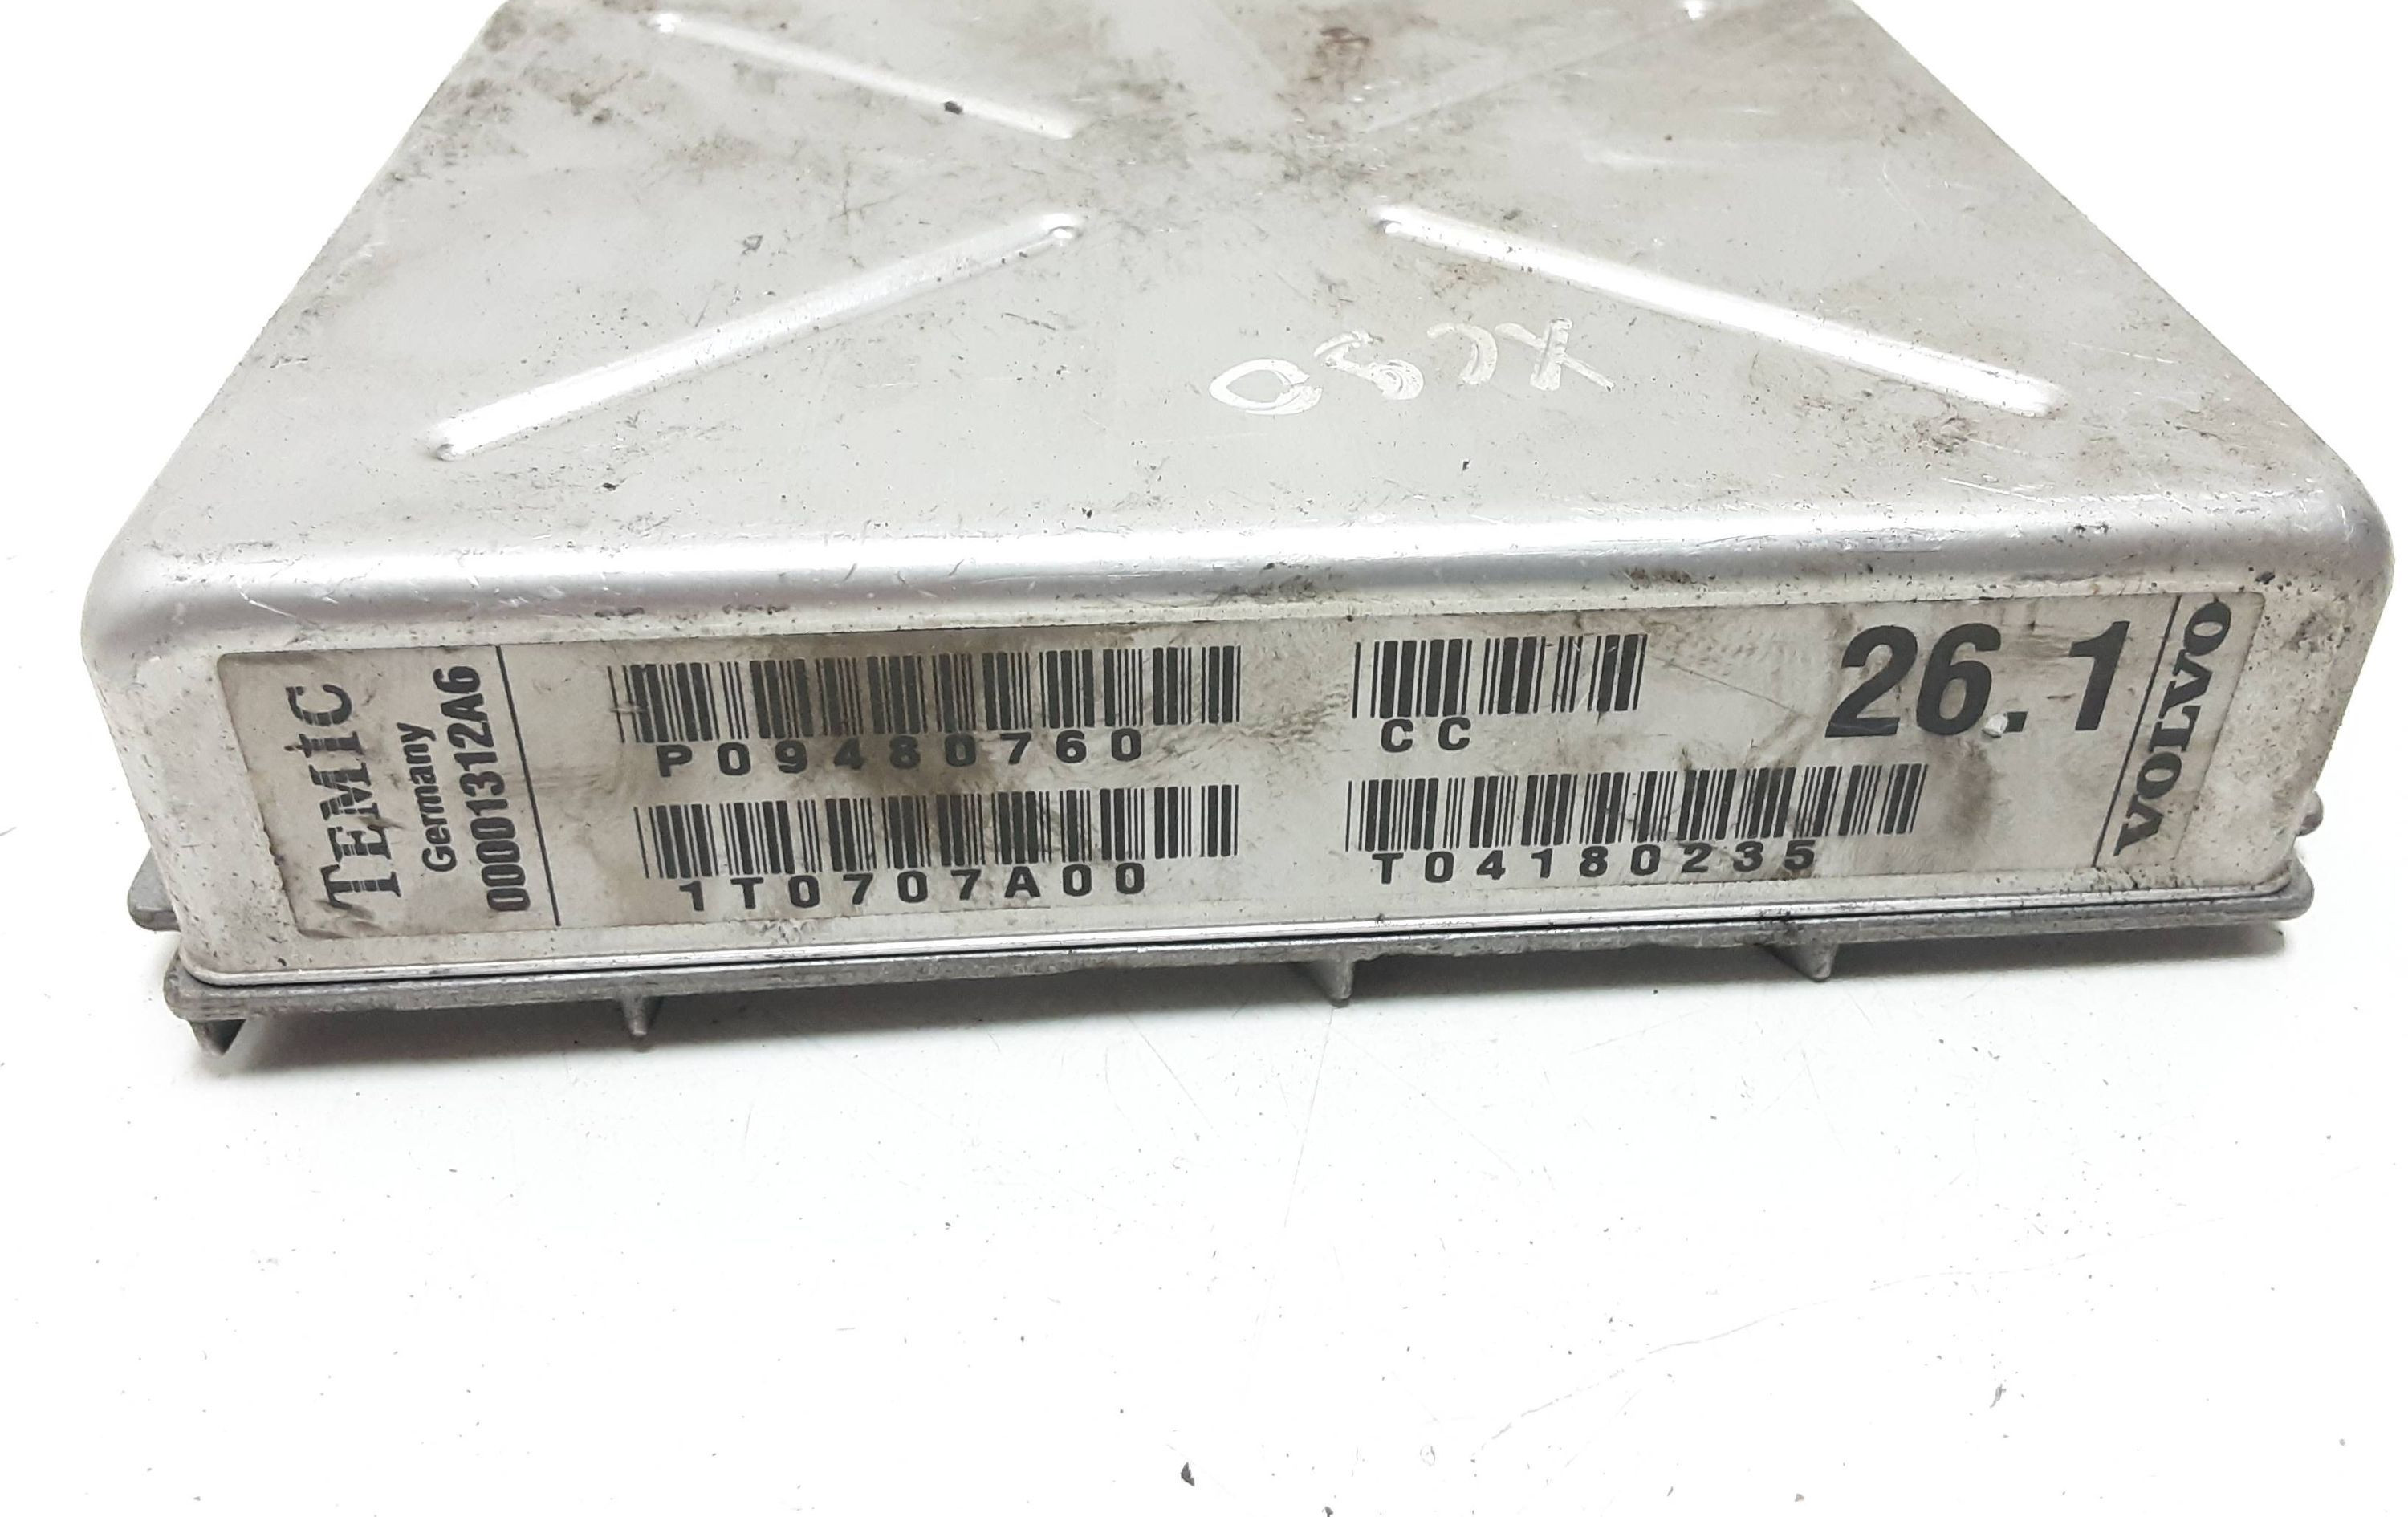 XC90
TEMIC
Germany
00001312A6
P09480760
1T0707A00
CC
T04180235
26.1
VOLVO